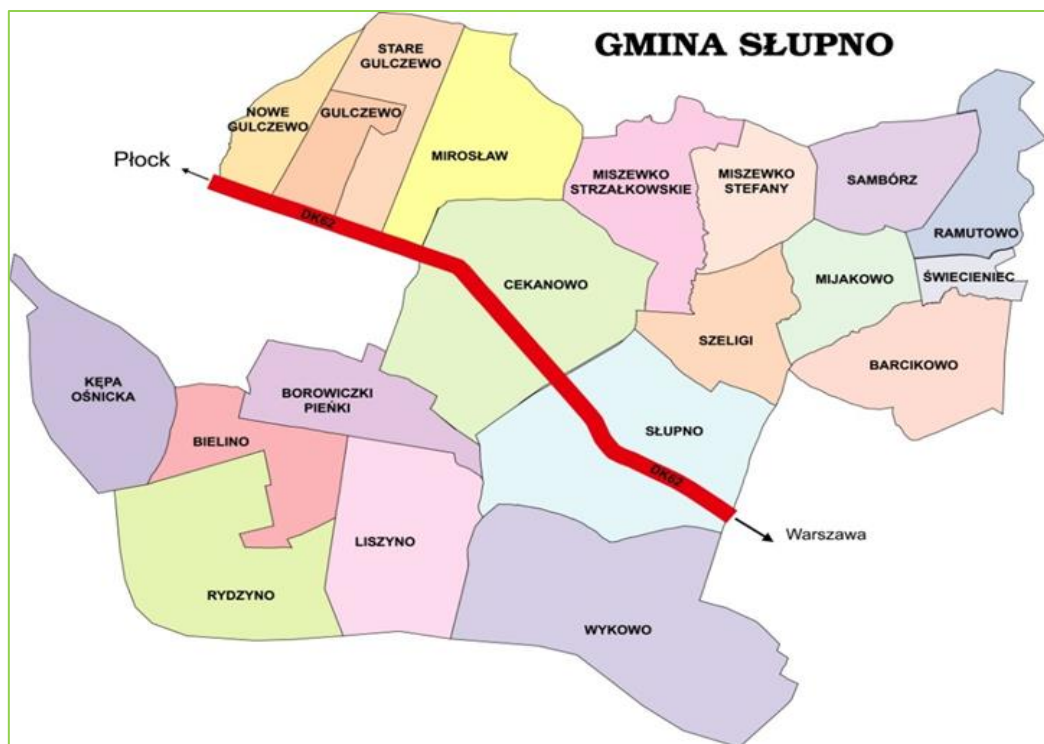 GMINA SŁUPNO
STARE
GULCZEWO
NOWE
GULCZEWO
GULCZEWO
MIROSŁAW
Płock
DK62
MISZEWKO
STRZAŁKOWSKIE
MISZEWKO
STEFANY
SAMBÓRZ
RAMUTOWO
ŚWIECIENIEC
MIJAKOWO
CEKANOWO
SZELIGI
BARCIKOWO
KĘPA
OŚNICKA
BOROWICZKI
PIEŃKI
BIELINO
SŁUPNO
DK62
Warszawa
LISZYNO
RYDZYNO
WYKOWO